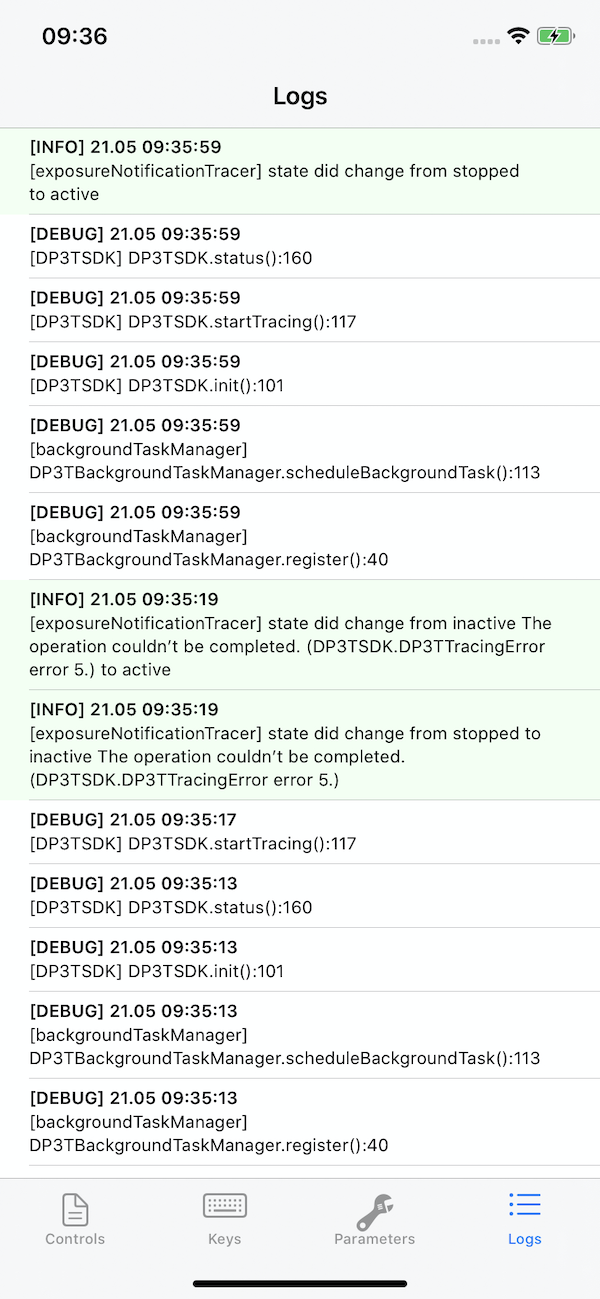 09:36
Logs
[INFO] 21.05 09:35:59
[exposureNotificationTracer] state did change from stopped
to active
[DEBUG] 21.05 09:35:59
[DP3TSDK] DP3TSDK.status():160
[DEBUG] 21.05 09:35:59
[DP3TSDK] DP3TSDK.startTracing():117
[DEBUG] 21.05 09:35:59
[DP3TSDK] DP3TSDK.init():101
[DEBUG] 21.05 09:35:59
[backgroundTaskManager]
DP3TBackgroundTaskManager.scheduleBackgroundTask():113
[DEBUG] 21.05 09:35:59
[backgroundTaskManager]
DP3TBackgroundTaskManager.register():40
[INFO] 21.05 09:35:19
[exposureNotificationTracer] state did change from inactive The
operation couldn’t be completed. (DP3TSDK.DP3TTracingError
error 5.) to active
[INFO] 21.05 09:35:19
[exposureNotificationTracer] state did change from stopped to
inactive The operation couldn’t be completed.
(DP3TSDK.DP3TTracingError error 5.)
[DEBUG] 21.05 09:35:17
[DP3TSDK] DP3TSDK.startTracing():117
[DEBUG] 21.05 09:35:13
[DP3TSDK] DP3TSDK.status():160
[DEBUG] 21.05 09:35:13
[DP3TSDK] DP3TSDK.init():101
[DEBUG] 21.05 09:35:13
[backgroundTaskManager]
DP3TBackgroundTaskManager.scheduleBackgroundTask():113
[DEBUG] 21.05 09:35:13
[backgroundTaskManager]
DP3TBackgroundTaskManager.register():40
Controls
Keys
Parameters
Logs